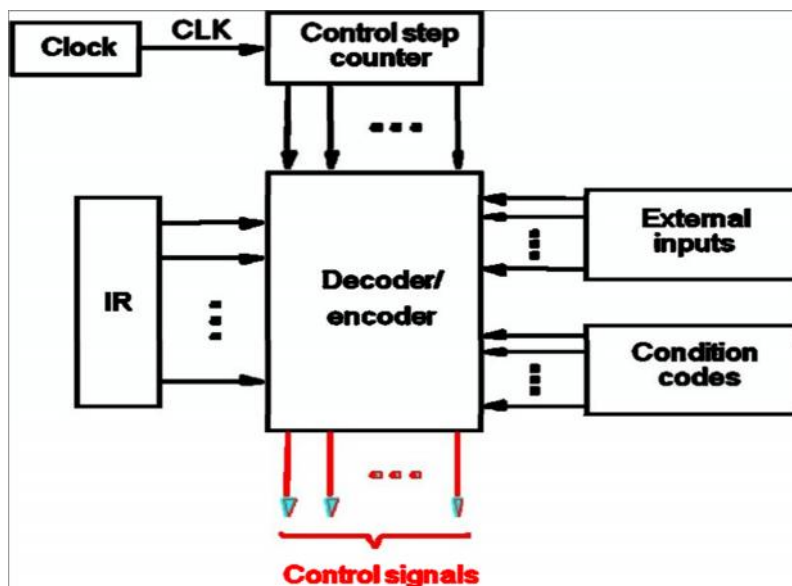 Clock
CLK
Control step
counter
IR
Decoder/
encoder
External
inputs
Condition
codes
Control signals